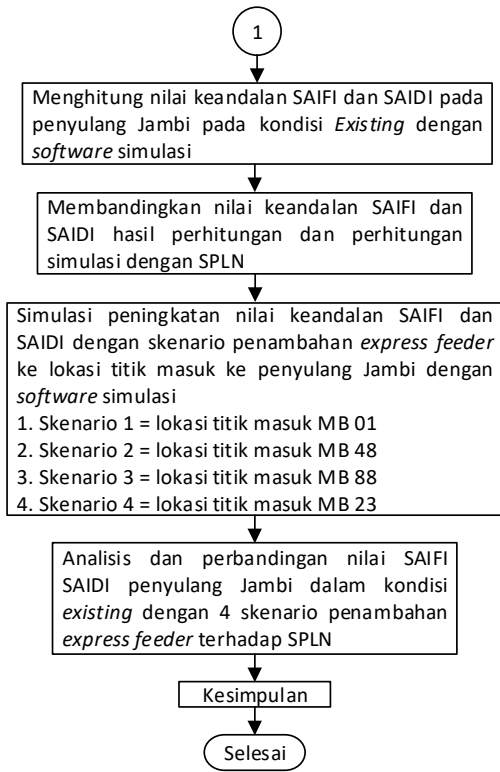 1
Menghitung nilai keandalan SAIFI dan SAIDI pada
penyulang Jambi pada kondisi Existing dengan
software simulasi
Membandingkan nilai keandalan SAIFI dan
SAIDI hasil perhitungan dan perhitungan
simulasi dengan SPLN
Simulasi peningkatan nilai keandalan SAIFI dan
SAIDI dengan skenario penambahan express feeder
ke lokasi titik masuk ke penyulang Jambi dengan
software simulasi
1. Skenario 1 = lokasi titik masuk MB 01
2. Skenario 2 = lokasi titik masuk MB 48
3. Skenario 3 = lokasi titik masuk MB 88
4. Skenario 4 = lokasi titik masuk MB 23
Analisis dan perbandingan nilai SAIFI
SAIDI penyulang Jambi dalam kondisi
existing dengan 4 skenario penambahan
express feeder terhadap SPLN
Kesimpulan
Selesai